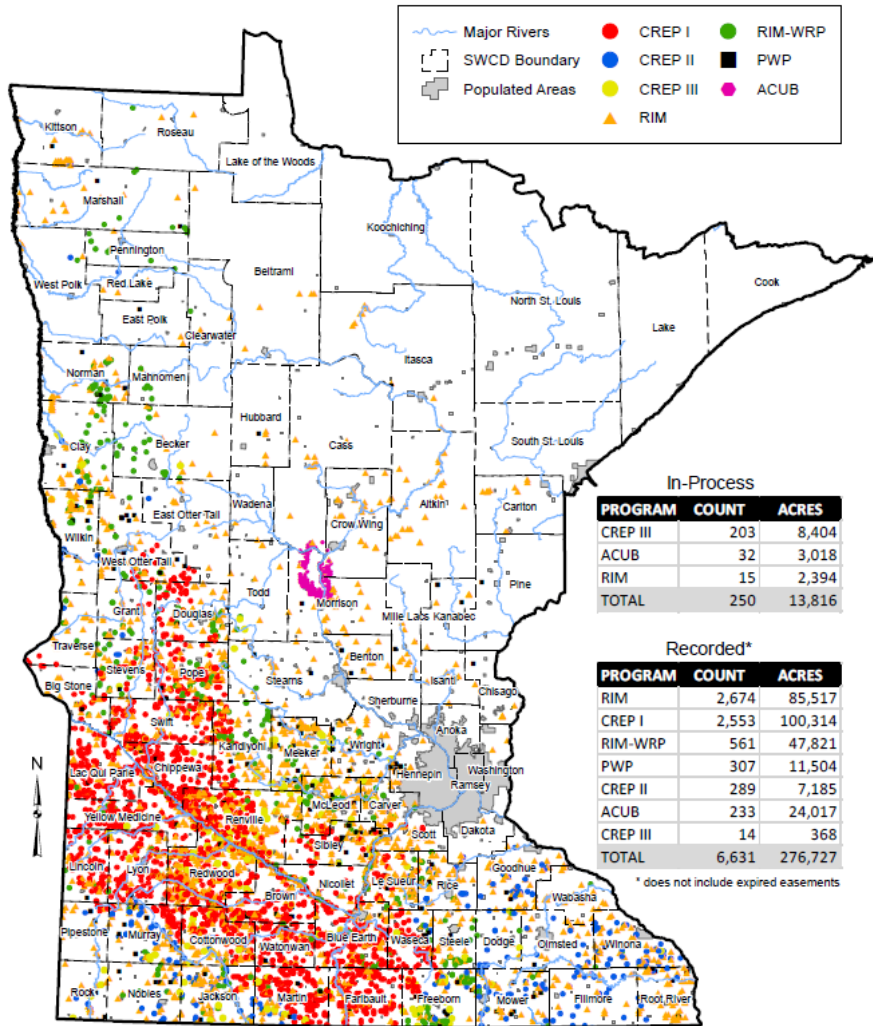 Major Rivers CREP I RIM-WRP
SWCD Boundary CREP II PWP
Populated Areas CREP III ACUB
RIM
Kittson Roseau
Lake of the Woods
Marshall Koochiching
Pennington
Beltrami
West Polk Red Lake North St. Louis Cook
East Polk
Clearwater Lake
Itasca
Norman Mahnomen
Hubbard
Clay Becker Cass South St. Louis
East Otter Tail Wadena Aitkin Carlton
Crow Wing
Wilkin
West Otter Tail
Todd Pine
Grant Douglas Morrison
Mille Lacs Kanabec
Traverse
Stevens Pope Benton
Big Stone Stearns Isanti
Chisago
Sherburne
Swift Anoka
Kandiyohi Meeker Wright
Lac Qui Parle Chippewa Hennepin Washington
Ramsey
McLeod Carver
Yellow Medicine Renville
Scott Dakota
Sibley
Lincoln Lyon Goodhue
Redwood Nicollet Le Sueur Rice
Brown Wabasha
Pipestone Murray Cottonwood Watonwan Blue Earth Waseca Steele Dodge Olmsted Winona
Rock Nobles Jackson Martin Faribault Freeborn Mower Fillmore Root River
N
In-Process
PROGRAM COUNT ACRES
CREP III 203 8,404
ACUB 32 3,018
RIM 15 2,394
TOTAL 250 13,816
Recorded*
PROGRAM COUNT ACRES
RIM 2,674 85,517
CREP I 2,553 100,314
RIM-WRP 561 47,821
PWP 307 11,504
CREP II 289 7,185
ACUB 233 24,017
CREP III 14 368
TOTAL 6,631 276,727
* does not include expired easements